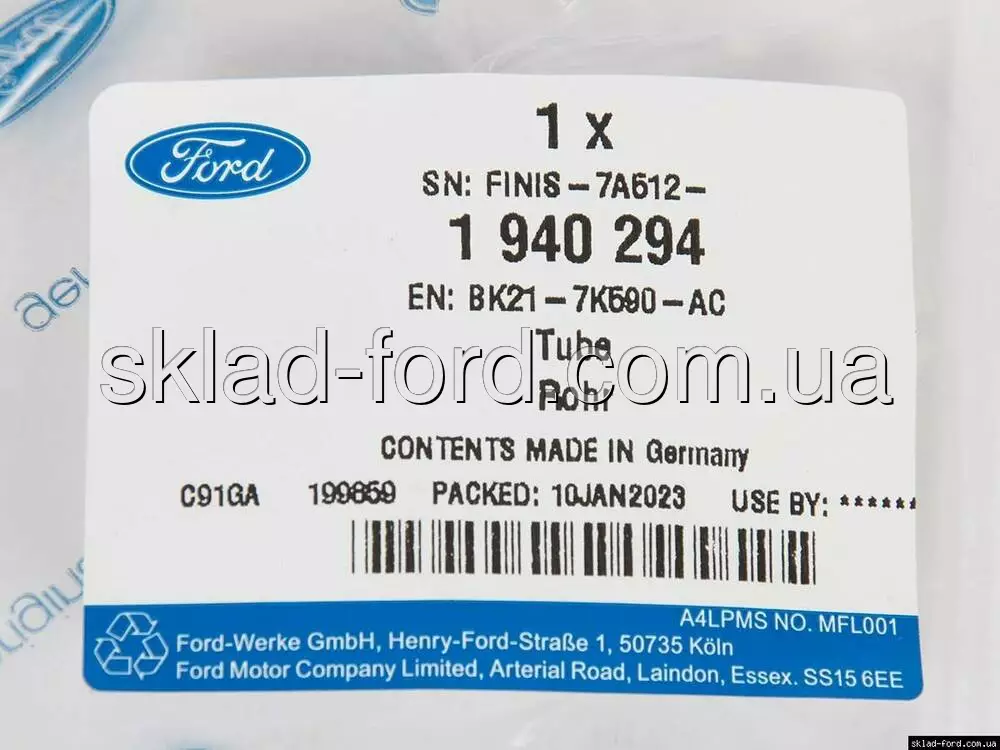 Ford
1 x
SN: FINIS-7A512-
1 940 294
EN: BK21-7K590-AC
Tube
Rohr
sklad-ford.com.ua
CONTENTS MADE IN Germany
C91GA 199859 PACKED: 10JAN2023 USE BY: ******
A4LPMS NO. MFL001
Ford-Werke GmbH, Henry-Ford-Straße 1, 50735 Köln
Ford Motor Company Limited, Arterial Road, Laindon, Essex. SS15 6EE
sklad-ford.com.ua